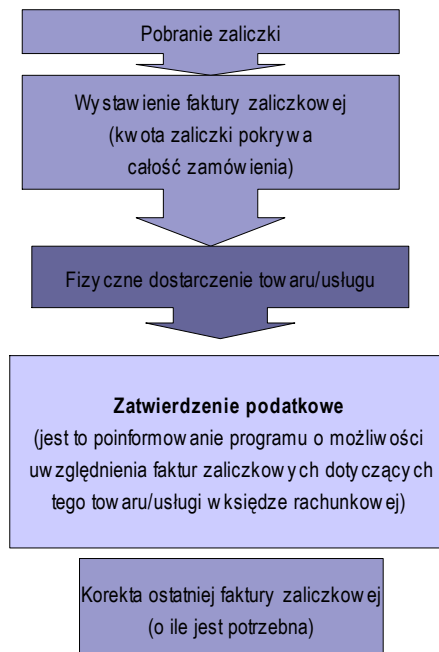 Pobranie zaliczki
Wystawienie faktury zaliczkowej
(kwota zaliczki pokrywa
całość zamówienia)
Fizyczne dostarczenie towaru/usługu
Zatwierdzenie podatkowe
(jest to poinformowanie programu o możliwości
uwzględnienia faktur zaliczkowych dotyczących
tego towaru/usługi w księdze rachunkowej)
Korekta ostatniej faktury zaliczkowej
(o ile jest potrzebna)